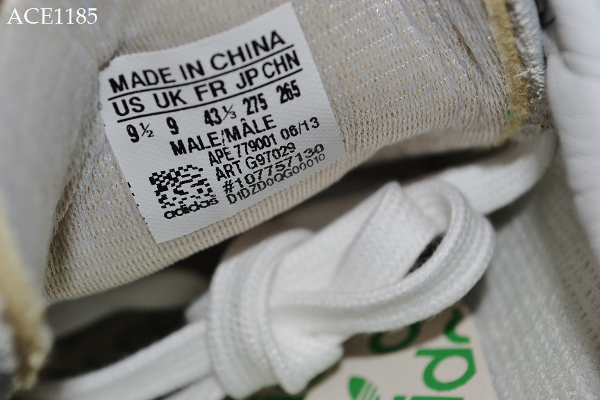 ACE1185
MADE IN CHINA
US UK FR JP CHN
9½ 9 43⅓ 275 265
MALE/MÂLE
APE 779001 06/13
ART G97029
#107757130
D1DZD0QG00010
adidas